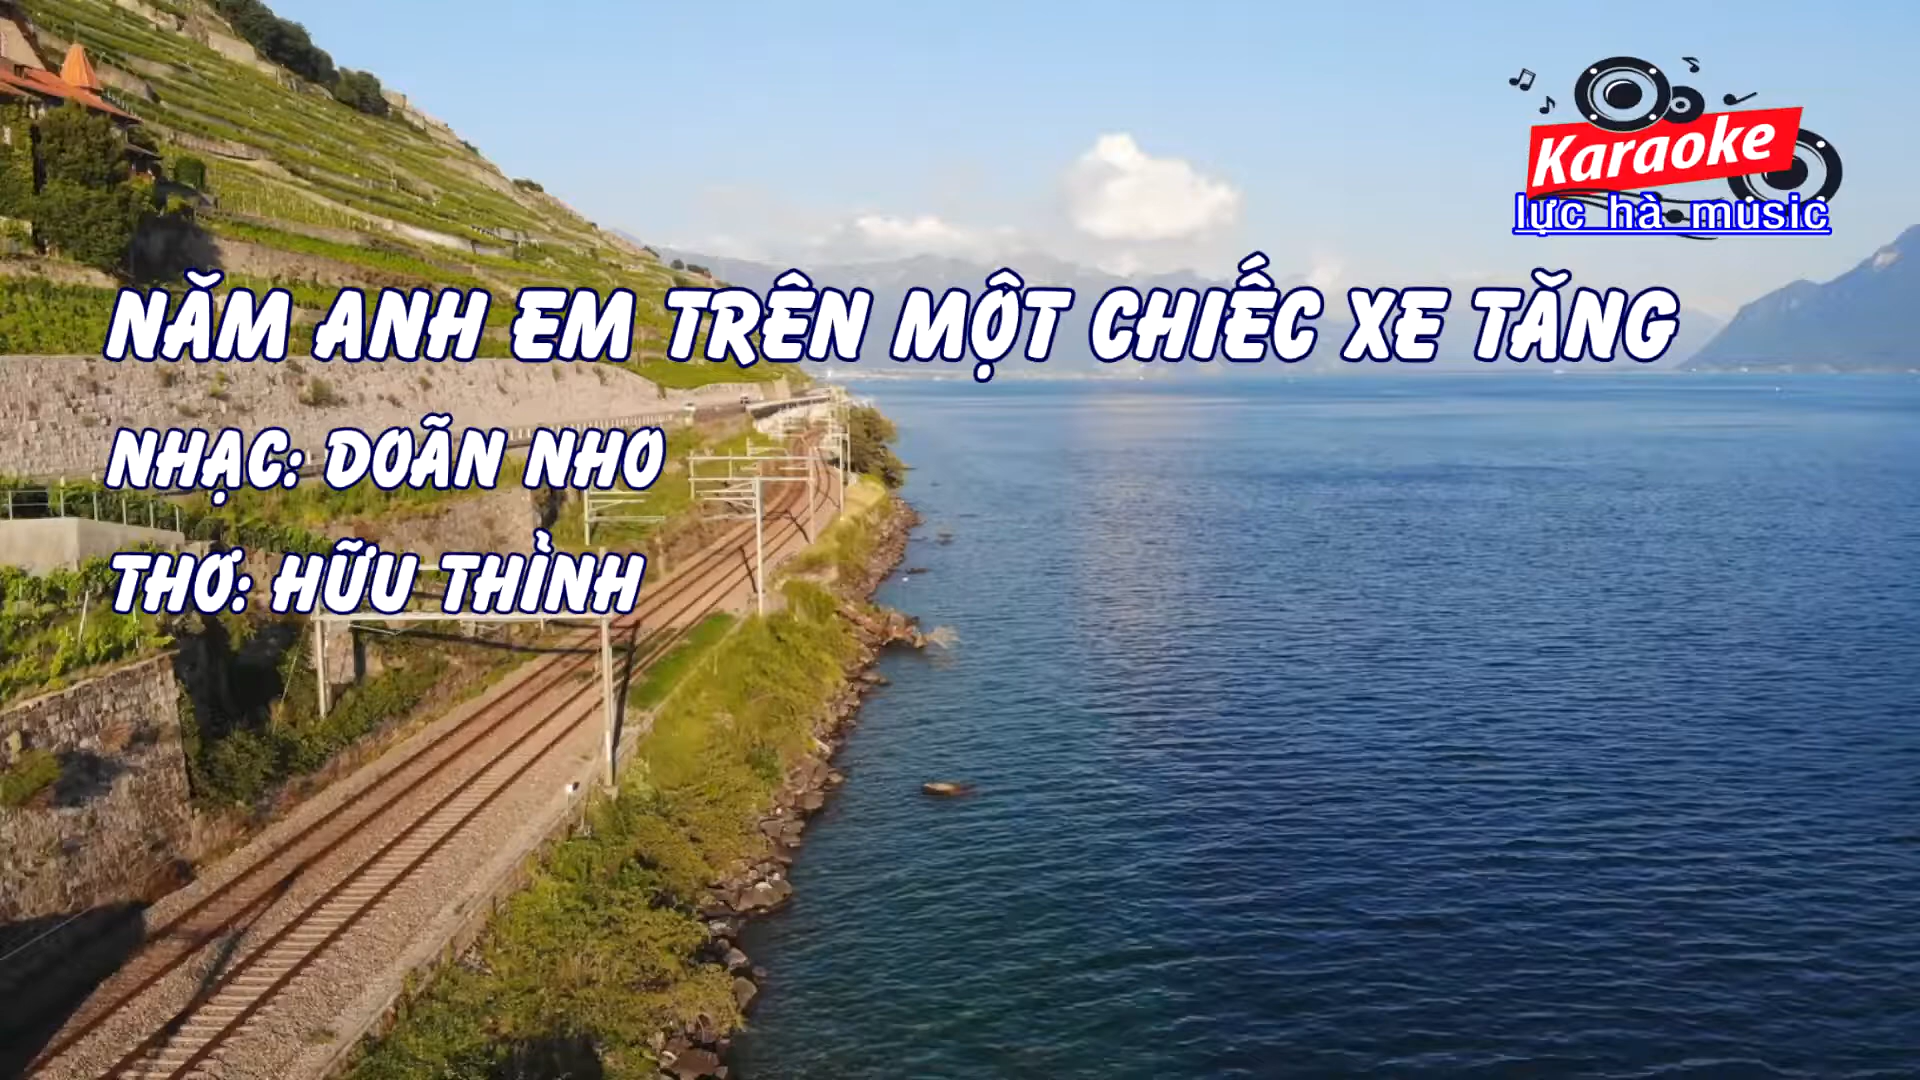 Karaoke
lực hà music
NĂM ANH EM TRÊN MỘT CHIẾC XE TĂNG
NHẠC: DOÃN NHO
THƠ: HỮU THỈNH